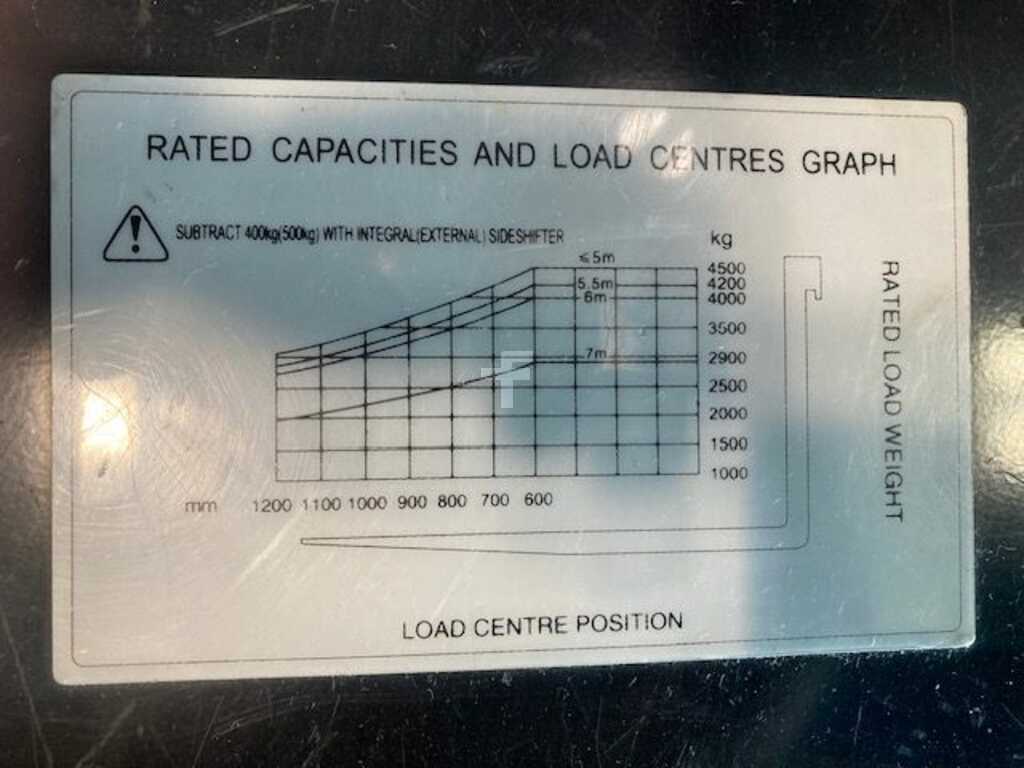 RATED CAPACITIES AND LOAD CENTRES GRAPH
SUBTRACT 400kg(500kg) WITH INTEGRAL(EXTERNAL) SIDESHIFTER
kg
≤5m
4500
5.5m
4200
6m
4000
3500
7m
2900
2500
2000
1500
1000
mm 1200 1100 1000 900 800 700 600
RATED LOAD WEIGHT
LOAD CENTRE POSITION